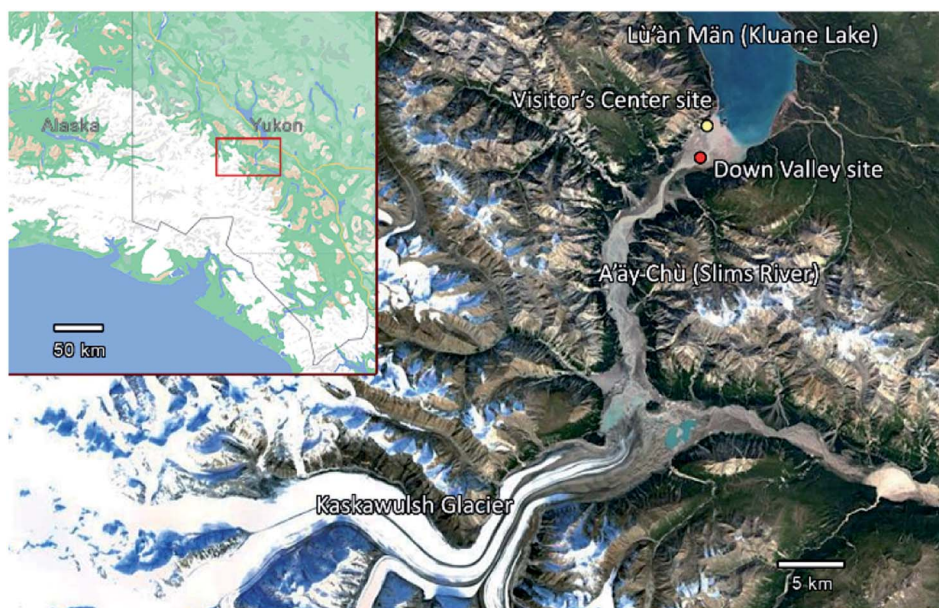 Alaska
Yukon
50 km
Lù'àn Män (Kluane Lake)
Visitor's Center site
Down Valley site
A'äy Chù (Slims River)
Kaskawulsh Glacier
5 km